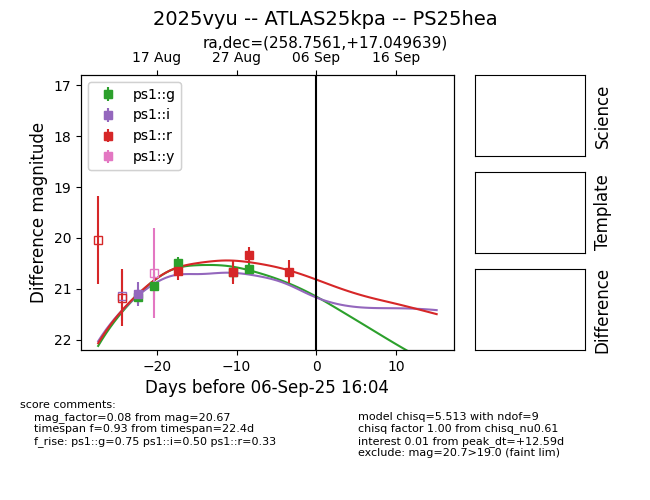 2025vyu -- ATLAS25kpa -- PS25hea
ra,dec=(258.7561,+17.049639)
17 Aug 27 Aug 06 Sep 16 Sep
17
18
19
20
21
22
Difference magnitude
ps1::g
ps1::i
ps1::r
ps1::y
−20 −10 0 10
Days before 06-Sep-25 16:04
Science
Template
Difference
score comments:
mag_factor=0.08 from mag=20.67
timespan f=0.93 from timespan=22.4d
f_rise: ps1::g=0.75 ps1::i=0.50 ps1::r=0.33
model chisq=5.513 with ndof=9
chisq factor 1.00 from chisq_nu0.61
interest 0.01 from peak_dt=+12.59d
exclude: mag=20.7>19.0 (faint lim)